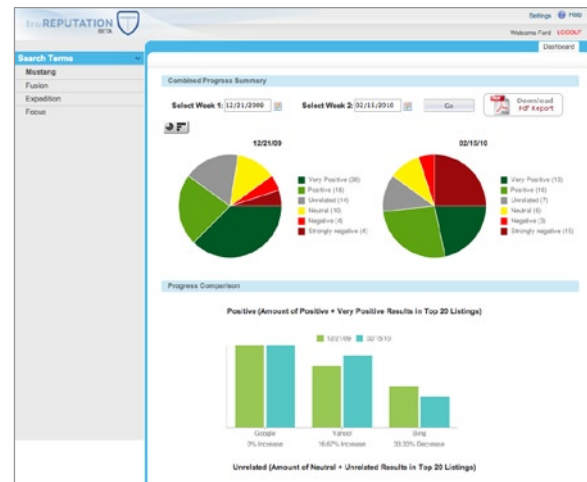 truREPUTATION
BETA
Settings Help
Welcome Ford LOGOUT
Dashboard
Search Terms
Mustang
Fusion
Expedition
Focus
Combined Progress Summary
Select Week 1: 12/21/2009 Select Week 2: 02/15/2010 Go Download Pdf Report
12/21/09
02/15/10
Positive (18)
Unrelated (14)
Neutral (10)
Negative (4)
Strongly negative (4)
Very Positive (13)
Positive (16)
Unrelated (7)
Neutral (6)
Negative (3)
Strongly negative (15)
Progress Comparison
Positive (Amount of Positive + Very Positive Results in Top 20 Listings)
12/21/09 02/15/10
Google Yahoo! Bing
0% Increase 16.67% Increase 33.33% Decrease
Unrelated (Amount of Neutral + Unrelated Results in Top 20 Listings)